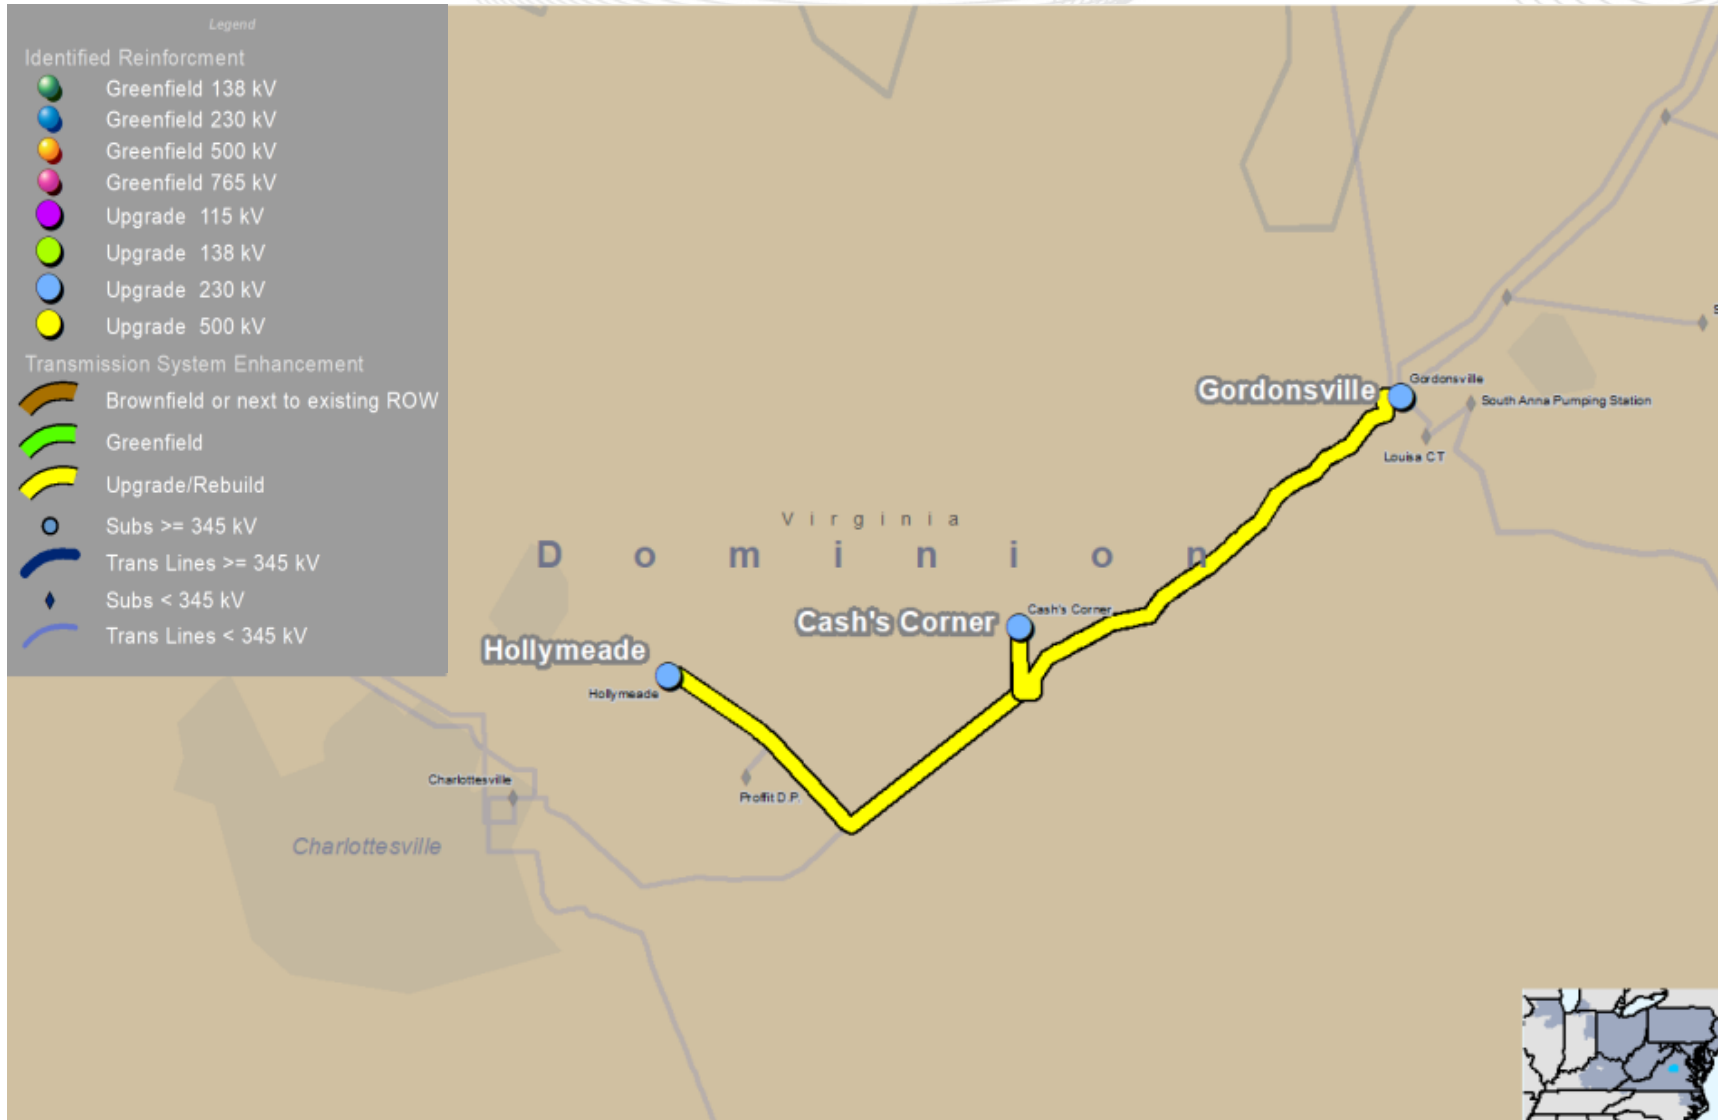 Legend
Identified Reinforcment
Greenfield 138 kV
Greenfield 230 kV
Greenfield 500 kV
Greenfield 765 kV
Upgrade 115 kV
Upgrade 138 kV
Upgrade 230 kV
Upgrade 500 kV
Transmission System Enhancement
Brownfield or next to existing ROW
Greenfield
Upgrade/Rebuild
Subs >= 345 kV
Trans Lines >= 345 kV
Subs < 345 kV
Trans Lines < 345 kV
S
Gordonsville
Gordonsville
South Anna Pumping Station
Louisa CT
Virginia
Dominion
Cash's Corner
Cash's Corner
Hollymeade
Hollymeade
Charlottesville
Proffit D.P.
Charlottesville